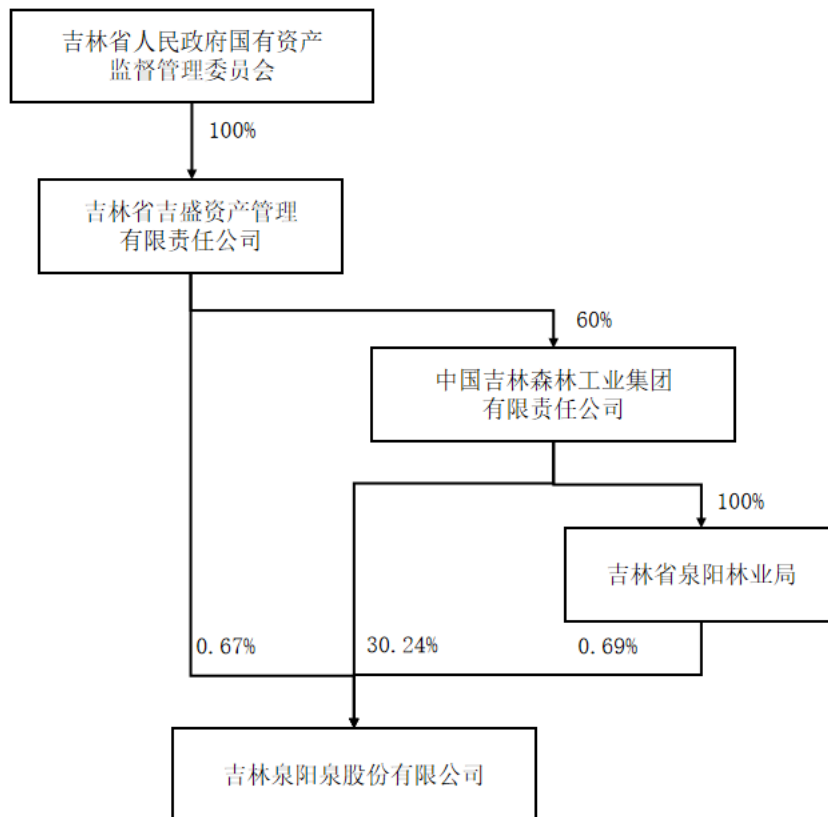 吉林省人民政府国有资产
监督管理委员会
100%
吉林省吉盛资产管理
有限责任公司
60%
中国吉林森林工业集团
有限责任公司
100%
吉林省泉阳林业局
0.67%
30.24%
0.69%
吉林泉阳泉股份有限公司